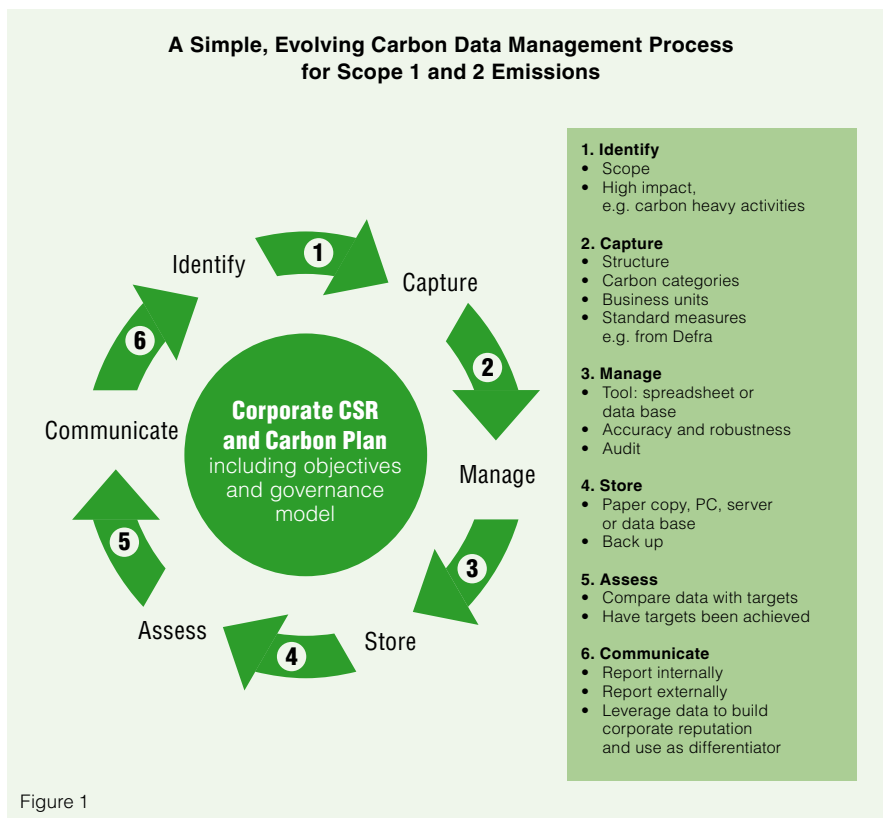 A Simple, Evolving Carbon Data Management Process
for Scope 1 and 2 Emissions
Identify
1
Capture
2
Manage
3
Store
4
Assess
5
Communicate
6
Corporate CSR
and Carbon Plan
including objectives
and governance
model
1. Identify
• Scope
• High impact,
e.g. carbon heavy activities
2. Capture
• Structure
• Carbon categories
• Business units
• Standard measures
e.g. from Defra
3. Manage
• Tool: spreadsheet or
data base
• Accuracy and robustness
• Audit
4. Store
• Paper copy, PC, server
or data base
• Back up
5. Assess
• Compare data with targets
• Have targets been achieved
6. Communicate
• Report internally
• Report externally
• Leverage data to build
corporate reputation
and use as differentiator
Figure 1